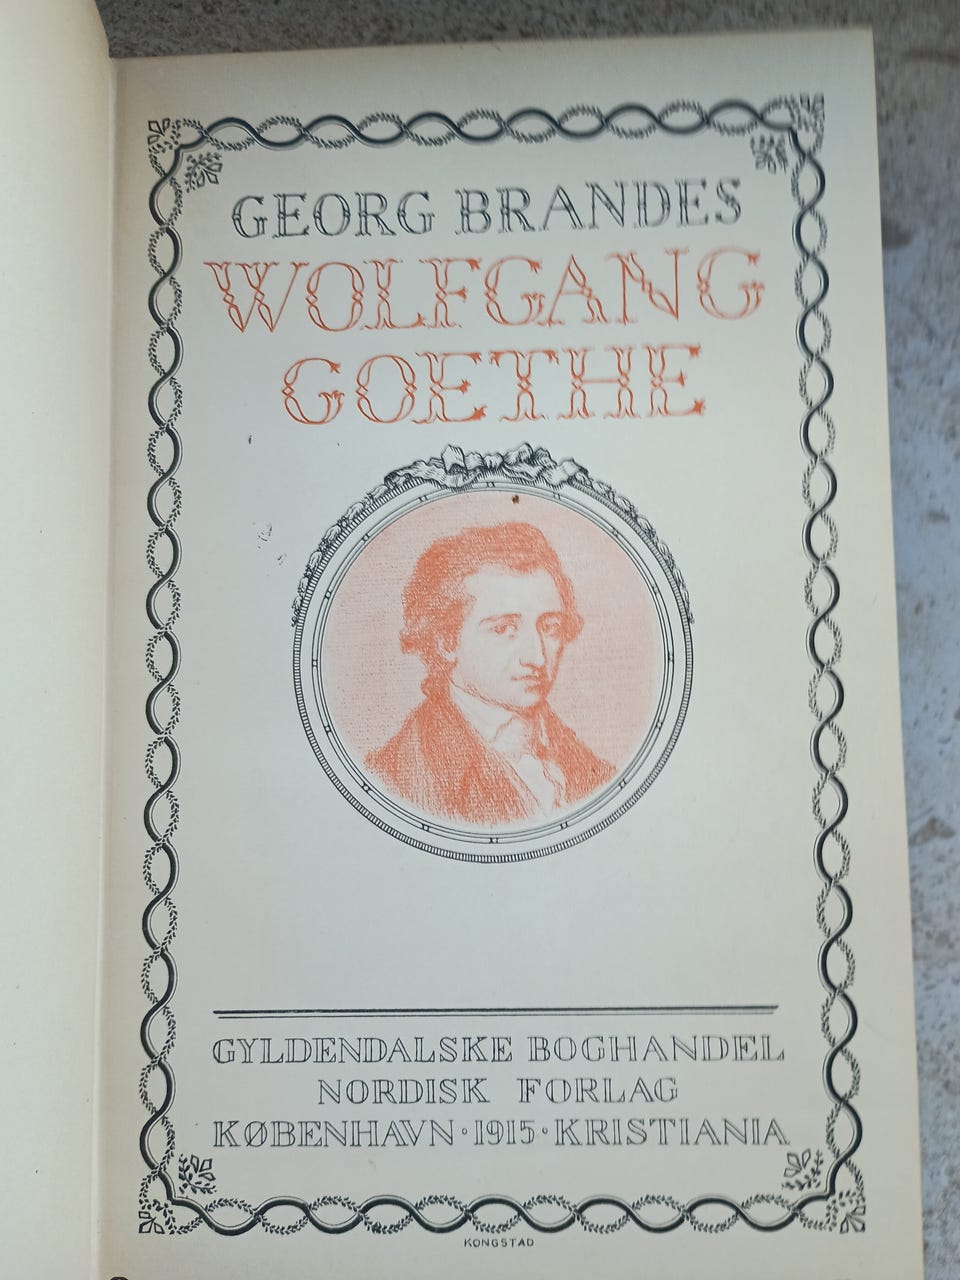 GEORG BRANDES
WOLFGANG
GOETHE
GYLDENDALSKE BOGHANDEL
NORDISK FORLAG
KØBENHAVN·1915·KRISTIANIA
KONGSTAD